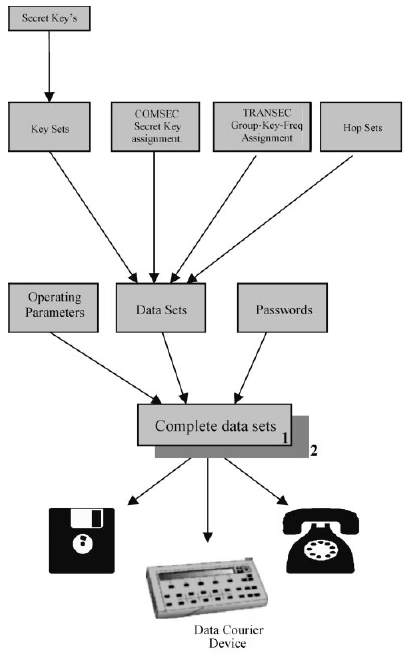 Secret Key's
Key Sets
COMSEC
Secret Key
assignment.
TRANSEC
Group-Key-Freq
Assignment
Hop Sets
Operating
Parameters
Data Sets
Passwords
Complete data sets
1
2
Data Courier
Device